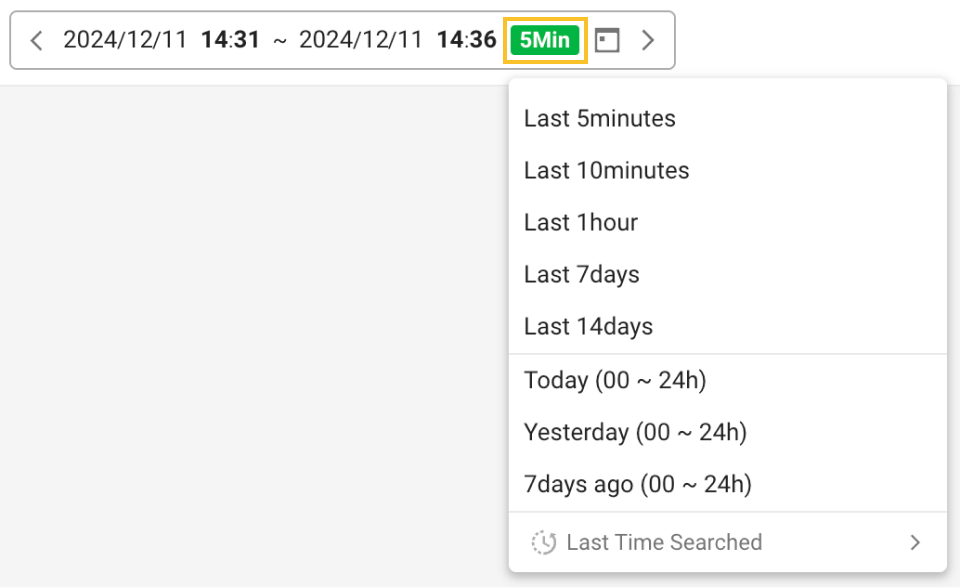 2024/12/11 14:31 ~ 2024/12/11 14:36 5Min
Last 5minutes
Last 10minutes
Last 1hour
Last 7days
Last 14days
Today (00 ~ 24h)
Yesterday (00 ~ 24h)
7days ago (00 ~ 24h)
Last Time Searched